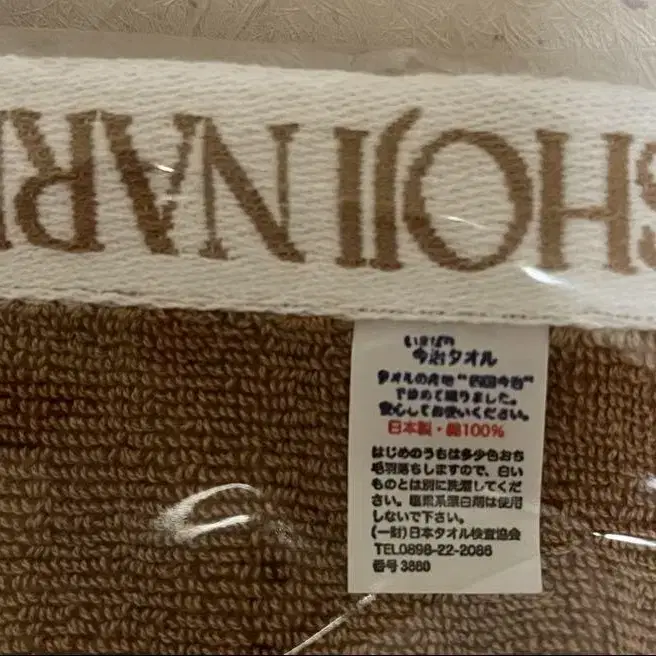 SHOJI NAR
いまばり
今治タオル
タオルの産地"四国今治"
で染めて織りました。
安心してお使いください。
日本製・綿100%
はじめのうちは多少色おち
毛羽落ちしますので、白い
ものとは別に洗濯してくだ
さい。塩素系漂白剤は使用
しないで下さい。
(一財)日本タオル検査協会
TEL0898-22-2086
番号3880